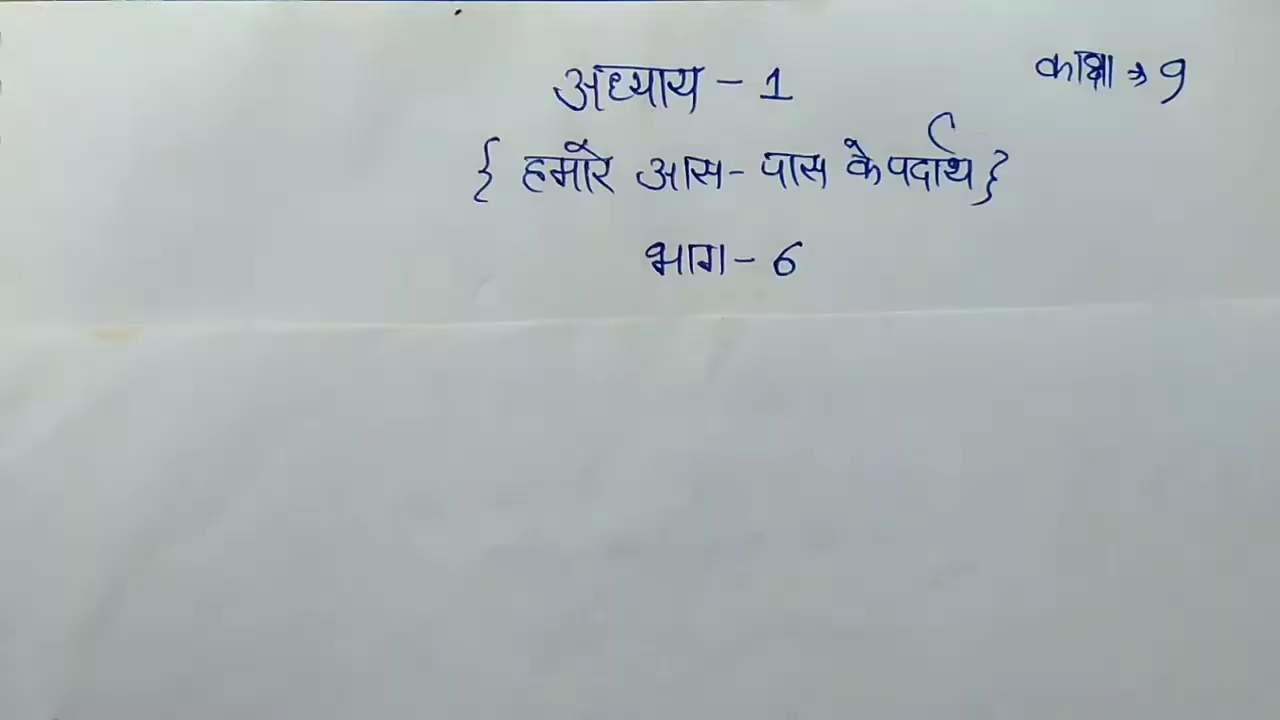 अध्याय - 1
कक्षा → 9
{ हमारे आस-पास के पदार्थ }
भाग - 6